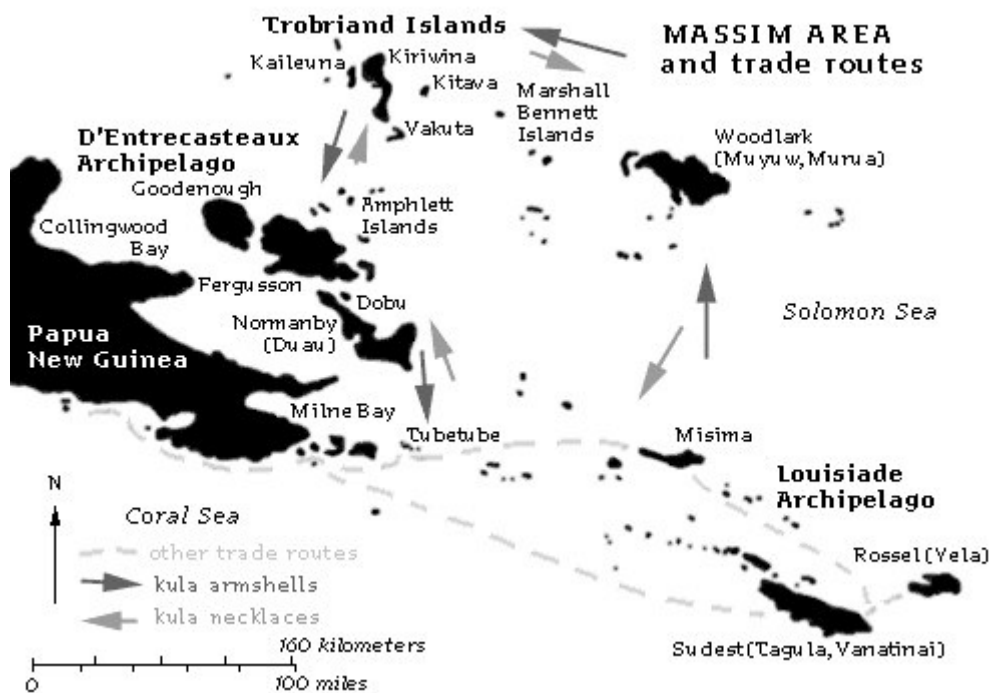 Trobriand Islands
MASSIM AREA
and trade routes
Kaileuna
Kiriwina
Kitava
Marshall
Bennett
Islands
Vakuta
D'Entrecasteaux
Archipelago
Woodlark
(Muyuw, Murua)
Goodenough
Amphlett
Islands
Collingwood
Bay
Fergusson
Dobu
Normanby
(Duau)
Solomon Sea
Papua
New Guinea
Milne Bay
Tubetube
Misima
Louisiade
Archipelago
N
Coral Sea
other trade routes
kula armshells
kula necklaces
Rossel (Yela)
Sudest (Tagula, Vanatinai)
160 kilometers
0
100 miles